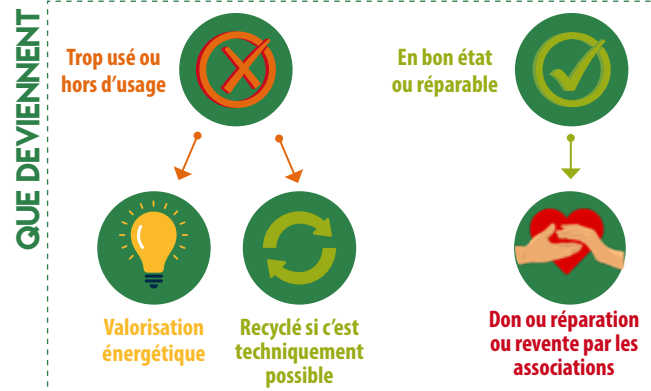 QUE DEVIENNENT
Trop usé ou
hors d'usage
En bon état
ou réparable
Valorisation
énergétique
Recyclé si c'est
techniquement
possible
Don ou réparation
ou revente par les
associations